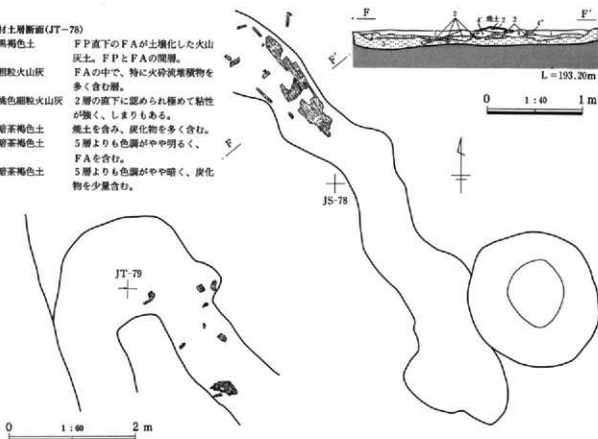 土層断面(JT-78)
黒褐色土 FP直下のFAが土壌化した火山
灰土。FPとFAの間層。
粗粒火山灰 FAの中で、特に火砕流堆積物を
多く含む層。
桃色細粒火山灰 2層の直下に認められ極めて粘性
が強く、しまりもある。
暗茶褐色土 焼土を含み、炭化物を多く含む。
暗茶褐色土 5層よりも色調がやや明るく、
FAを含む。
暗茶褐色土 5層よりも色調がやや暗く、炭化
物を少量含む。
F 2 焼土 2 2 F'
L=193.20m
0 1:40 1m
F'
F
JS-78
JT-79
0 1:60 2m